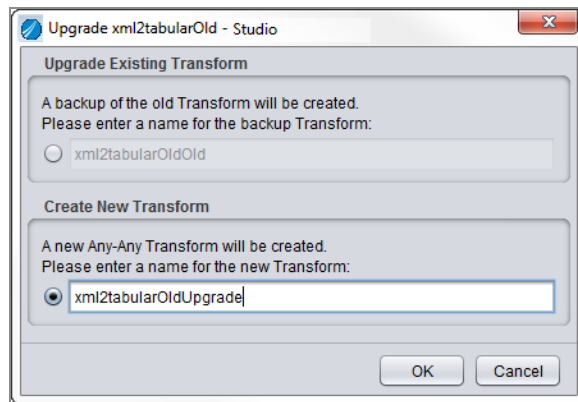 Upgrade xml2tabularOld - Studio
Upgrade Existing Transform
A backup of the old Transform will be created.
Please enter a name for the backup Transform:
xml2tabularOldOld
Create New Transform
A new Any-Any Transform will be created.
Please enter a name for the new Transform:
xml2tabularOldUpgrade
OK Cancel